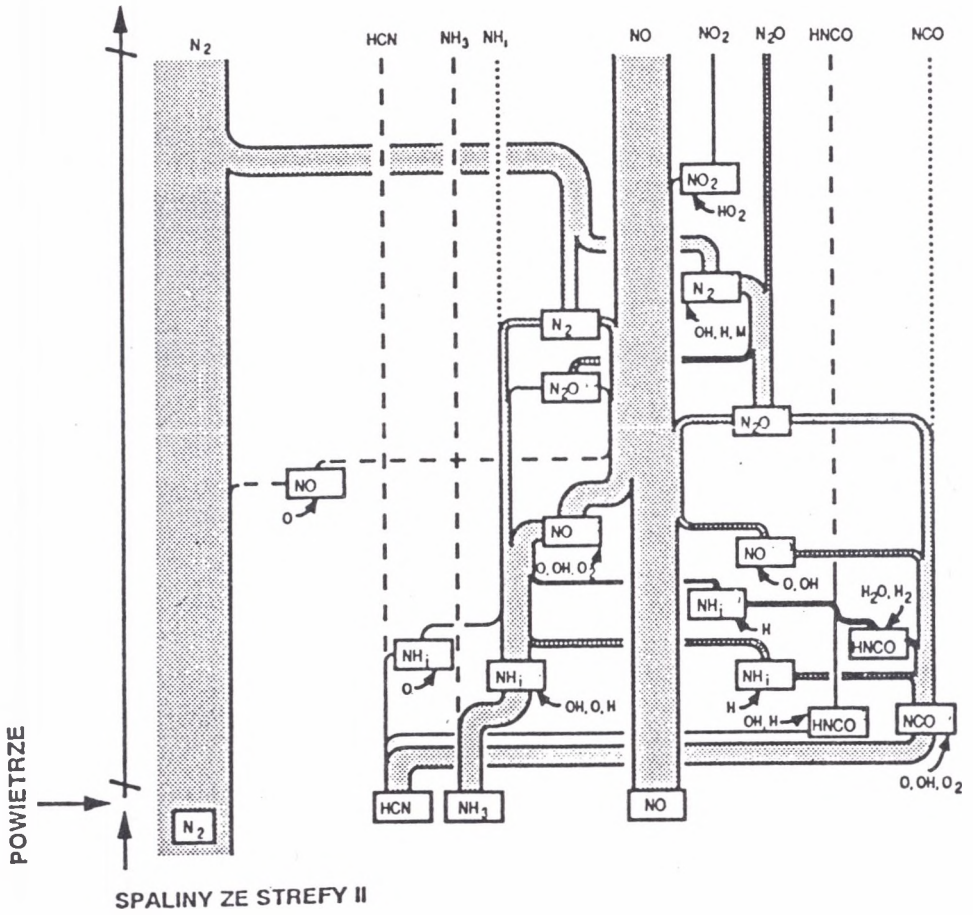 N2 HCN NH3 NHi NO NO2 N2O HNCO NCO
NO2
HO2
N2
OH, H, M
N2
N2O
N2O
NO
O
NO
O, OH, O2
NO
O, OH
H2O, H2
NHi
H
HNCO
NHi
O
NHi
OH, O, H
NHi
H
OH, H
HNCO
NCO
O, OH, O2
HCN
NH3
NO
N2
POWIETRZE
SPALINY ZE STREFY II